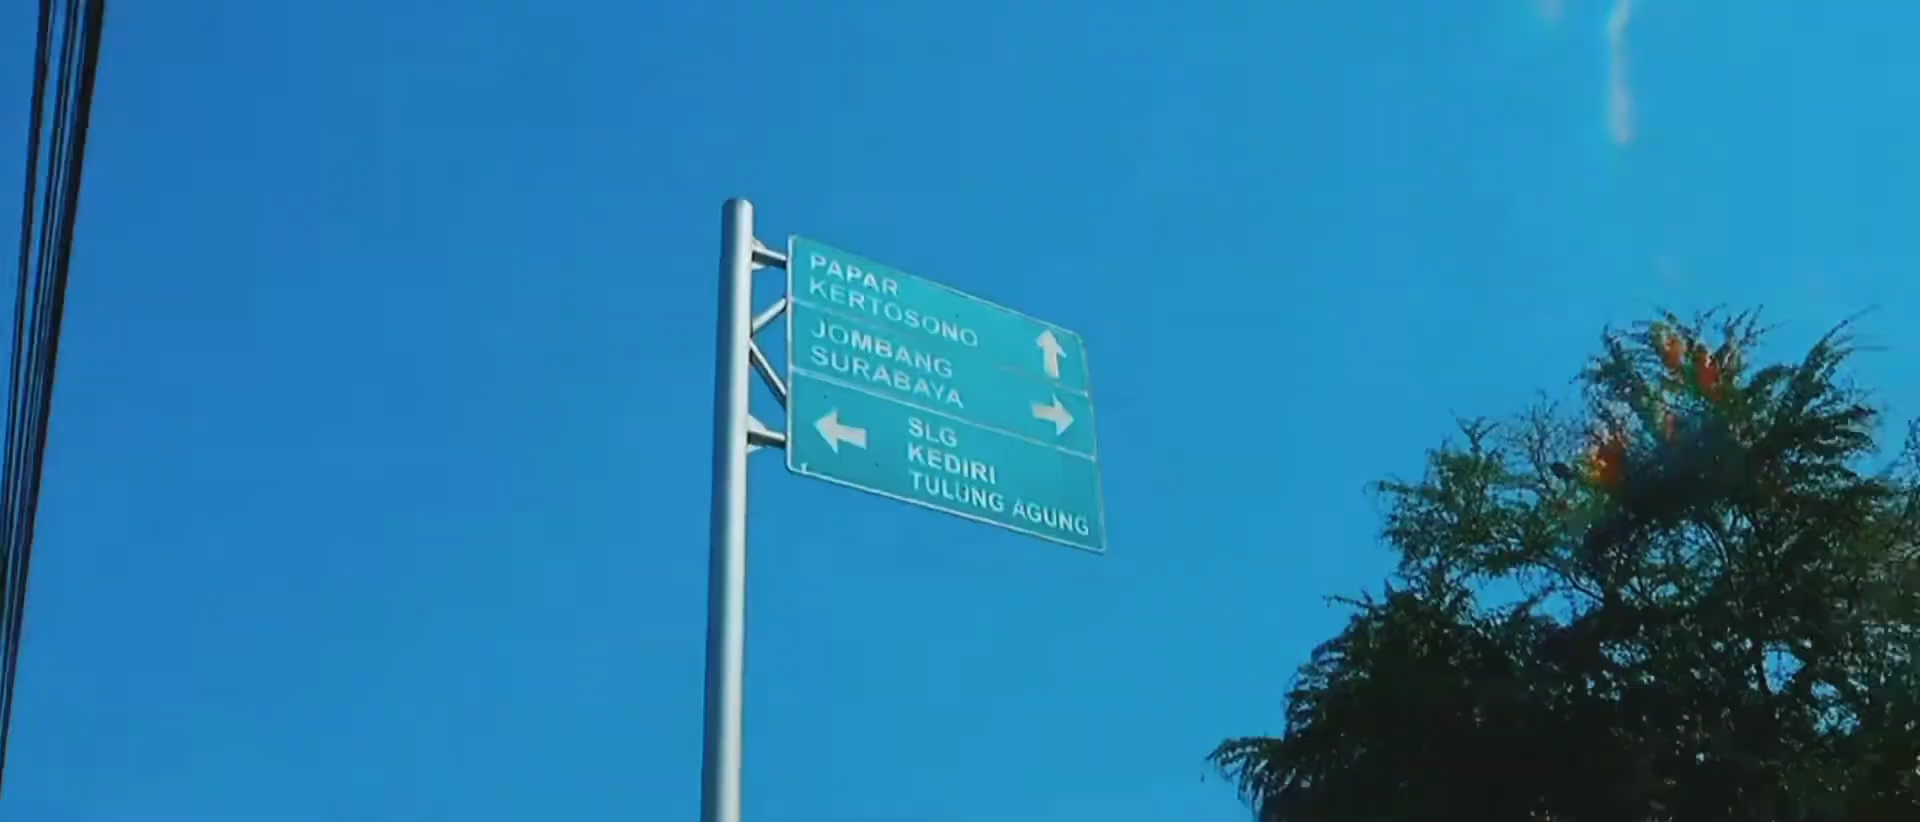 PAPAR
KERTOSONO
JOMBANG
SURABAYA
SLG
KEDIRI
TULUNG AGUNG